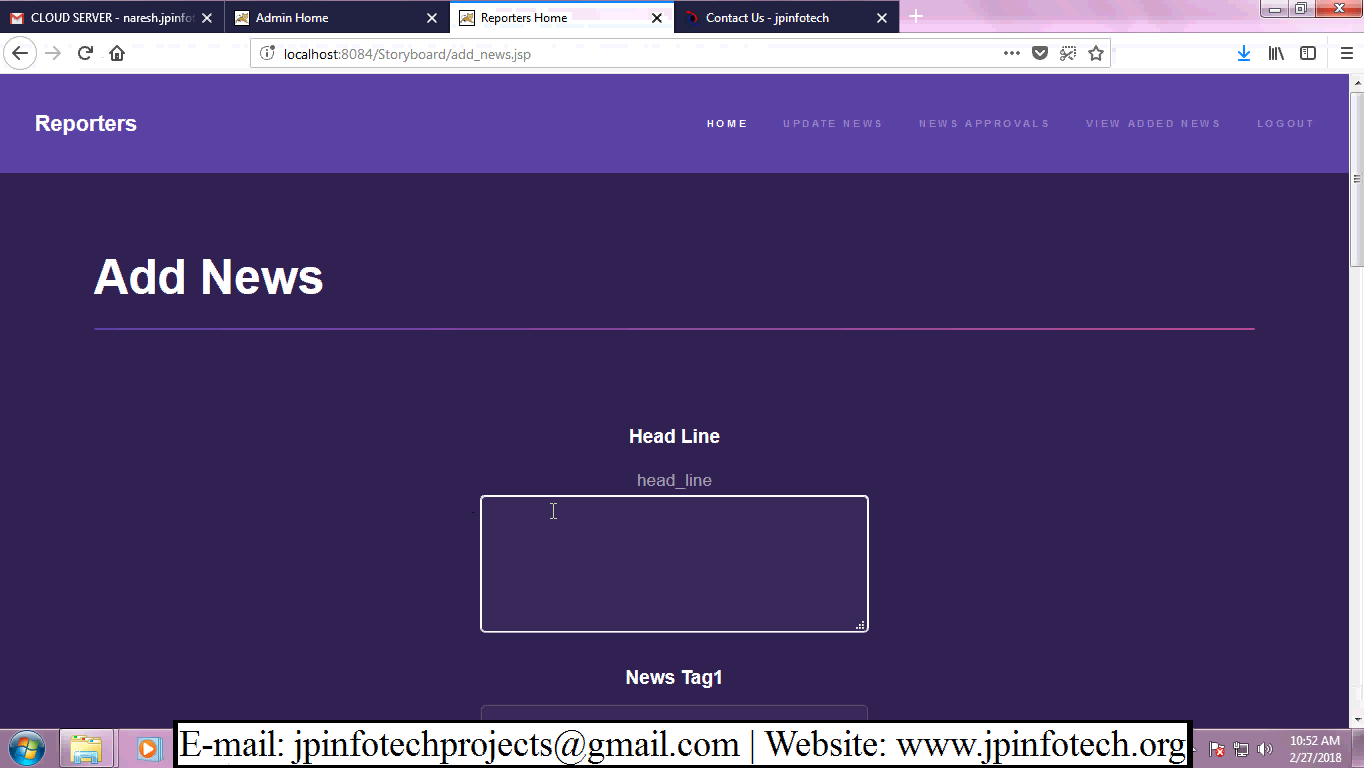 CLOUD SERVER - naresh.jpinfot
Admin Home
Reporters Home
Contact Us - jpinfotech
localhost:8084/Storyboard/add_news.jsp
Reporters
HOME UPDATE NEWS NEWS APPROVALS VIEW ADDED NEWS LOGOUT
Add News
Head Line
head_line
News Tag1
E-mail: jpinfotechprojects@gmail.com | Website: www.jpinfotech.org
10:52 AM
2/27/2018